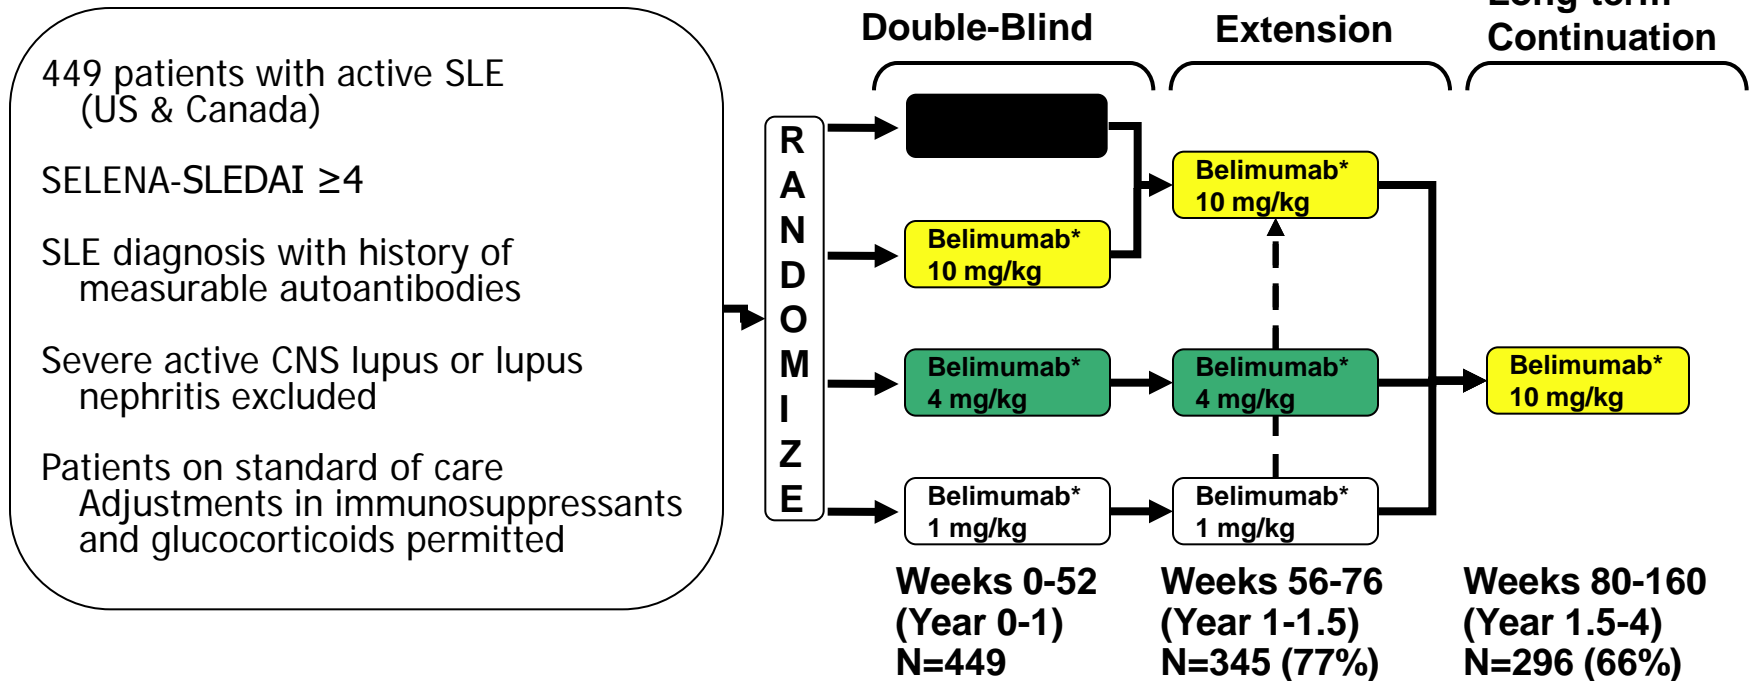 449 patients with active SLE
(US & Canada)
SELENA-SLEDAI ≥4
SLE diagnosis with history of
measurable autoantibodies
Severe active CNS lupus or lupus
nephritis excluded
Patients on standard of care
Adjustments in immunosuppressants
and glucocorticoids permitted
R
A
N
D
O
M
I
Z
E
Double-Blind
Extension
Long-term
Continuation
Belimumab*
10 mg/kg
Belimumab*
4 mg/kg
Belimumab*
1 mg/kg
Belimumab*
10 mg/kg
Belimumab*
4 mg/kg
Belimumab*
1 mg/kg
Belimumab*
10 mg/kg
Weeks 0-52
(Year 0-1)
N=449
Weeks 56-76
(Year 1-1.5)
N=345 (77%)
Weeks 80-160
(Year 1.5-4)
N=296 (66%)